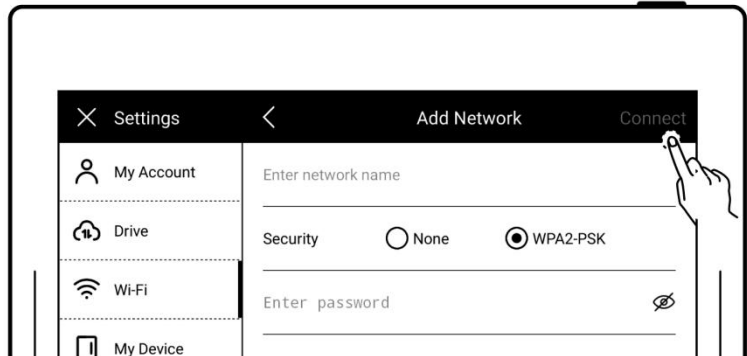 Settings
Add Network
Connect
My Account
Enter network name
Drive
Security
None
WPA2-PSK
Wi-Fi
Enter password
My Device